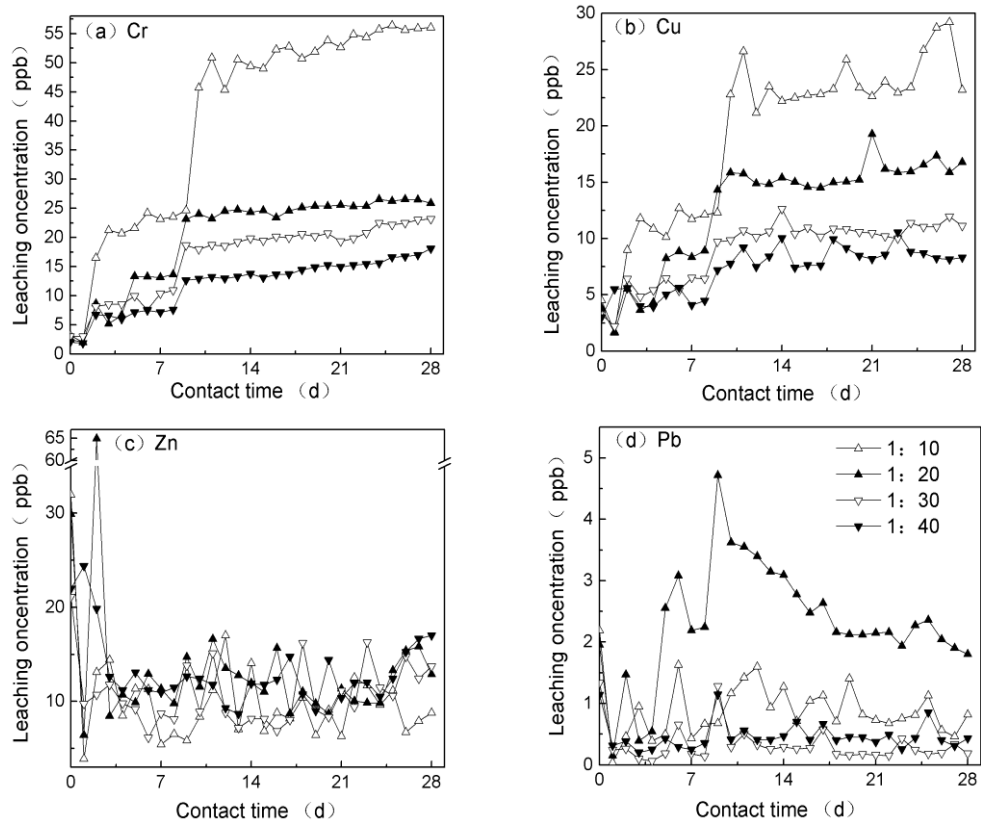 (a) Cr
Leaching oncentration ( ppb)
55
50
45
40
35
30
25
20
15
10
5
0
0 7 14 21 28
Contact time (d)
(b) Cu
Leaching oncentration ( ppb)
30
25
20
15
10
5
0
0 7 14 21 28
Contact time (d)
(c) Zn
Leaching oncentration ( ppb)
65
60
30
20
10
0 7 14 21 28
Contact time (d)
(d) Pb
Leaching oncentration ( ppb)
5
4
3
2
1
0
0 7 14 21 28
Contact time (d)
1: 10
1: 20
1: 30
1: 40